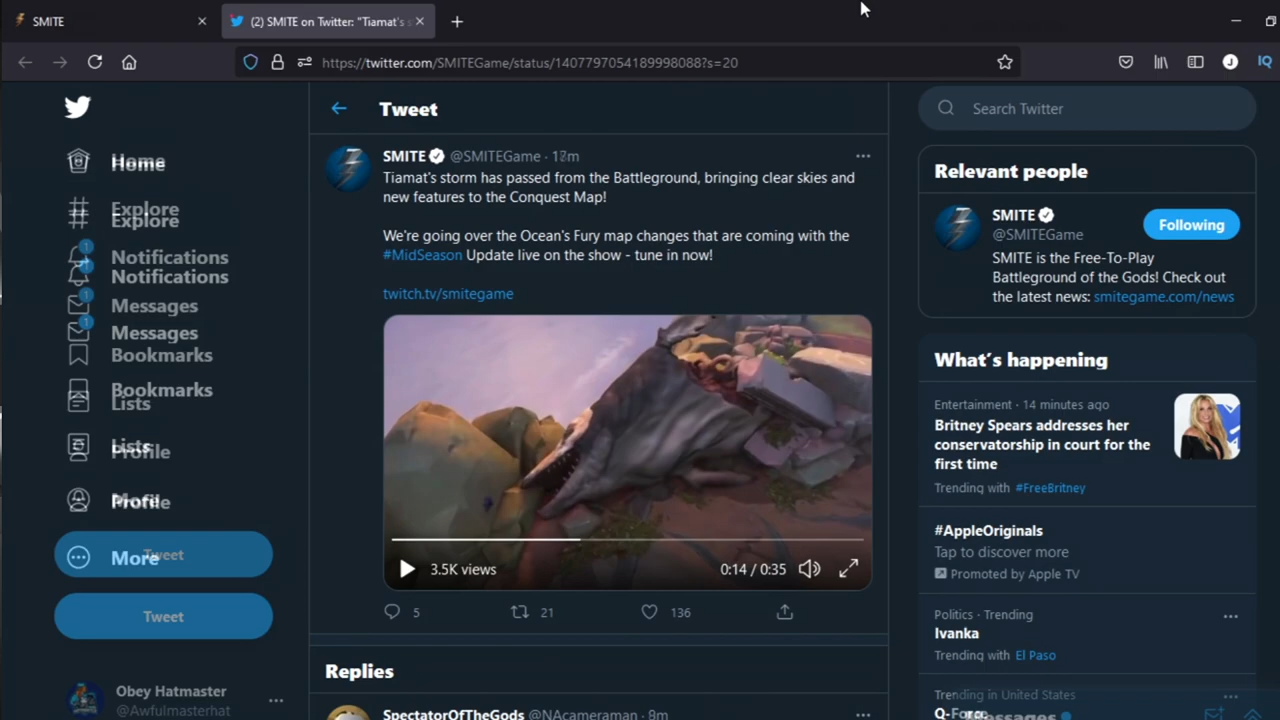 SMITE
(2) SMITE on Twitter: "Tiamat's s
https://twitter.com/SMITEGame/status/1407797054189998088?s=20
IQ
J
Home
Explore
Explore
1
Notifications
1
Notifications
1
Messages
1
Messages
Bookmarks
Bookmarks
Lists
Lists
Profile
More
Profile
More
Tweet
Tweet
Obey Hatmaster
@Awfulmasterhat
Tweet
SMITE @SMITEGame
Tiamat's storm has passed from the Battleground, bringing clear skies and
new features to the Conquest Map!
We're going over the Ocean's Fury map changes that are coming with the
#MidSeason Update live on the show - tune in now!
twitch.tv/smitegame
3.5K views
0:14 / 0:35
5
21
136
Replies
SpectatorOfTheGods @NAcameraman · 8m
Search Twitter
Relevant people
SMITE
@SMITEGame
Following
SMITE is the Free-To-Play
Battleground of the Gods! Check out
the latest news: smitegame.com/news
What's happening
Entertainment · 14 minutes ago
Britney Spears addresses her
conservatorship in court for the
first time
Trending with #FreeBritney
#AppleOriginals
Tap to discover more
Promoted by Apple TV
Politics · Trending
Ivanka
Trending with El Paso
Trending in United States
Q-Force
Messages